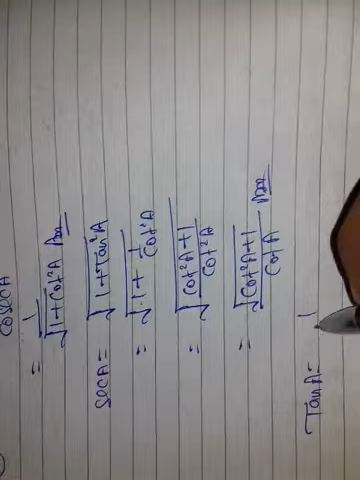 cosecA
= 1/√(1+Cot²A) Ans
SecA = √(1+Tan²A)
= √(1+1/Cot²A)
= √((Cot²A+1)/Cot²A)
= √(Cot²A+1)/CotA Ans
TanA = 1